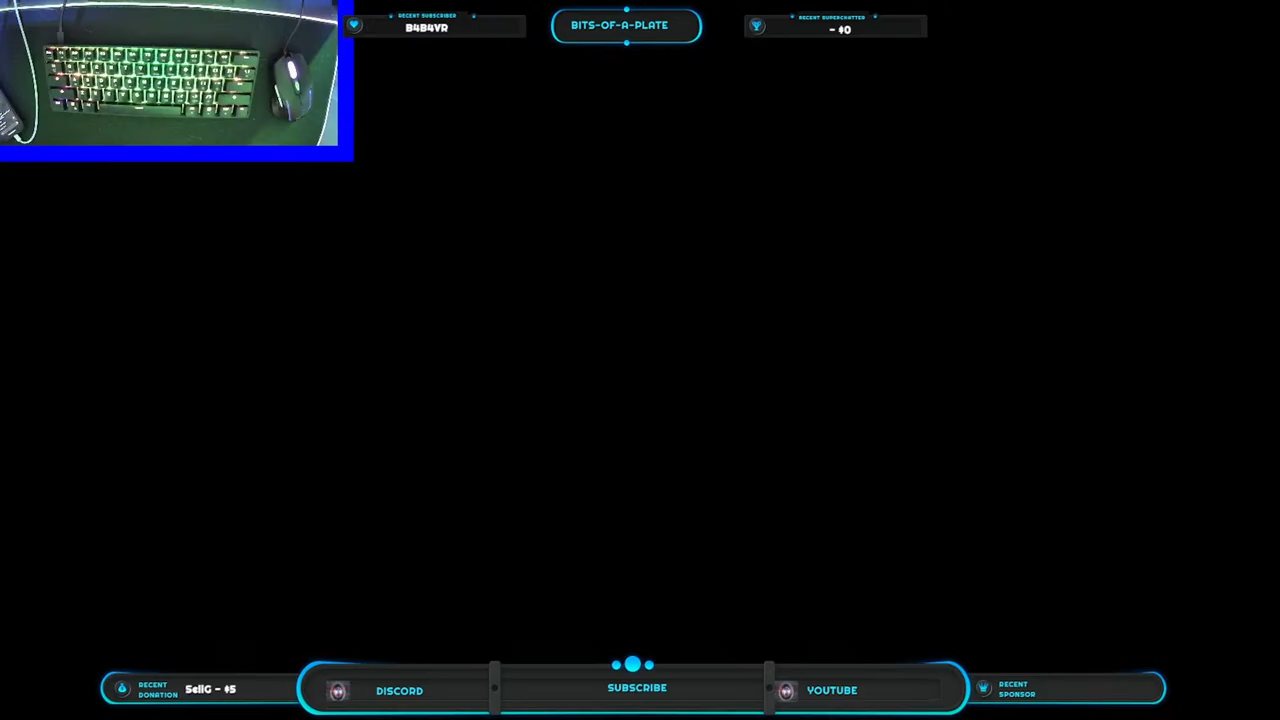 RECENT SUBSCRIBER
B4B4VR
BITS-OF-A-PLATE
RECENT SUPERCHATTER
- $0
RECENT
DONATION
SellG - $5
DISCORD
SUBSCRIBE
YOUTUBE
RECENT
SPONSOR